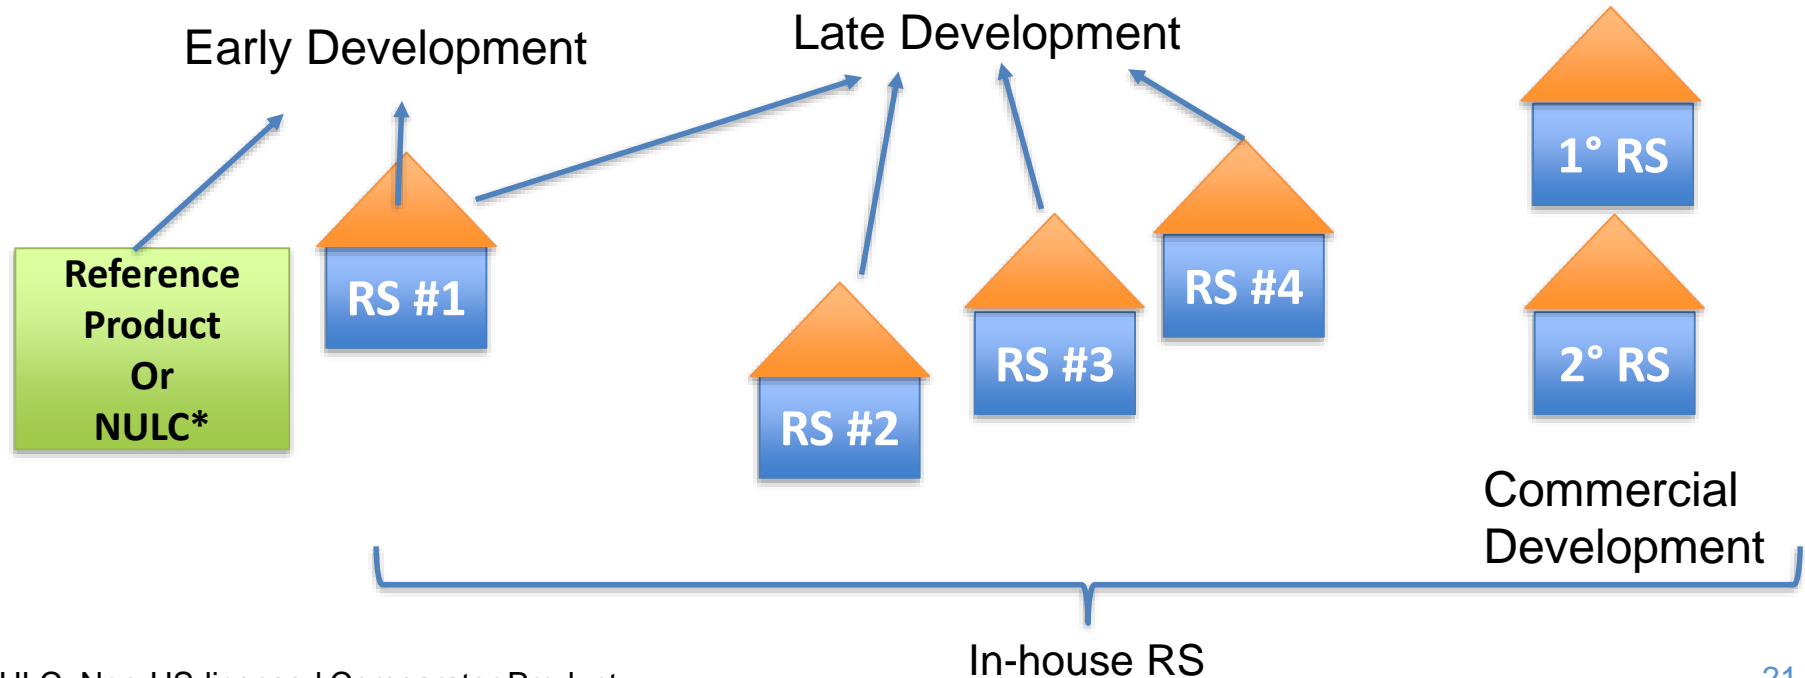 Early Development
Late Development
1° RS
Reference
Product
Or
NULC*
RS #1
RS #2
RS #3
RS #4
2° RS
Commercial
Development
In-house RS
21